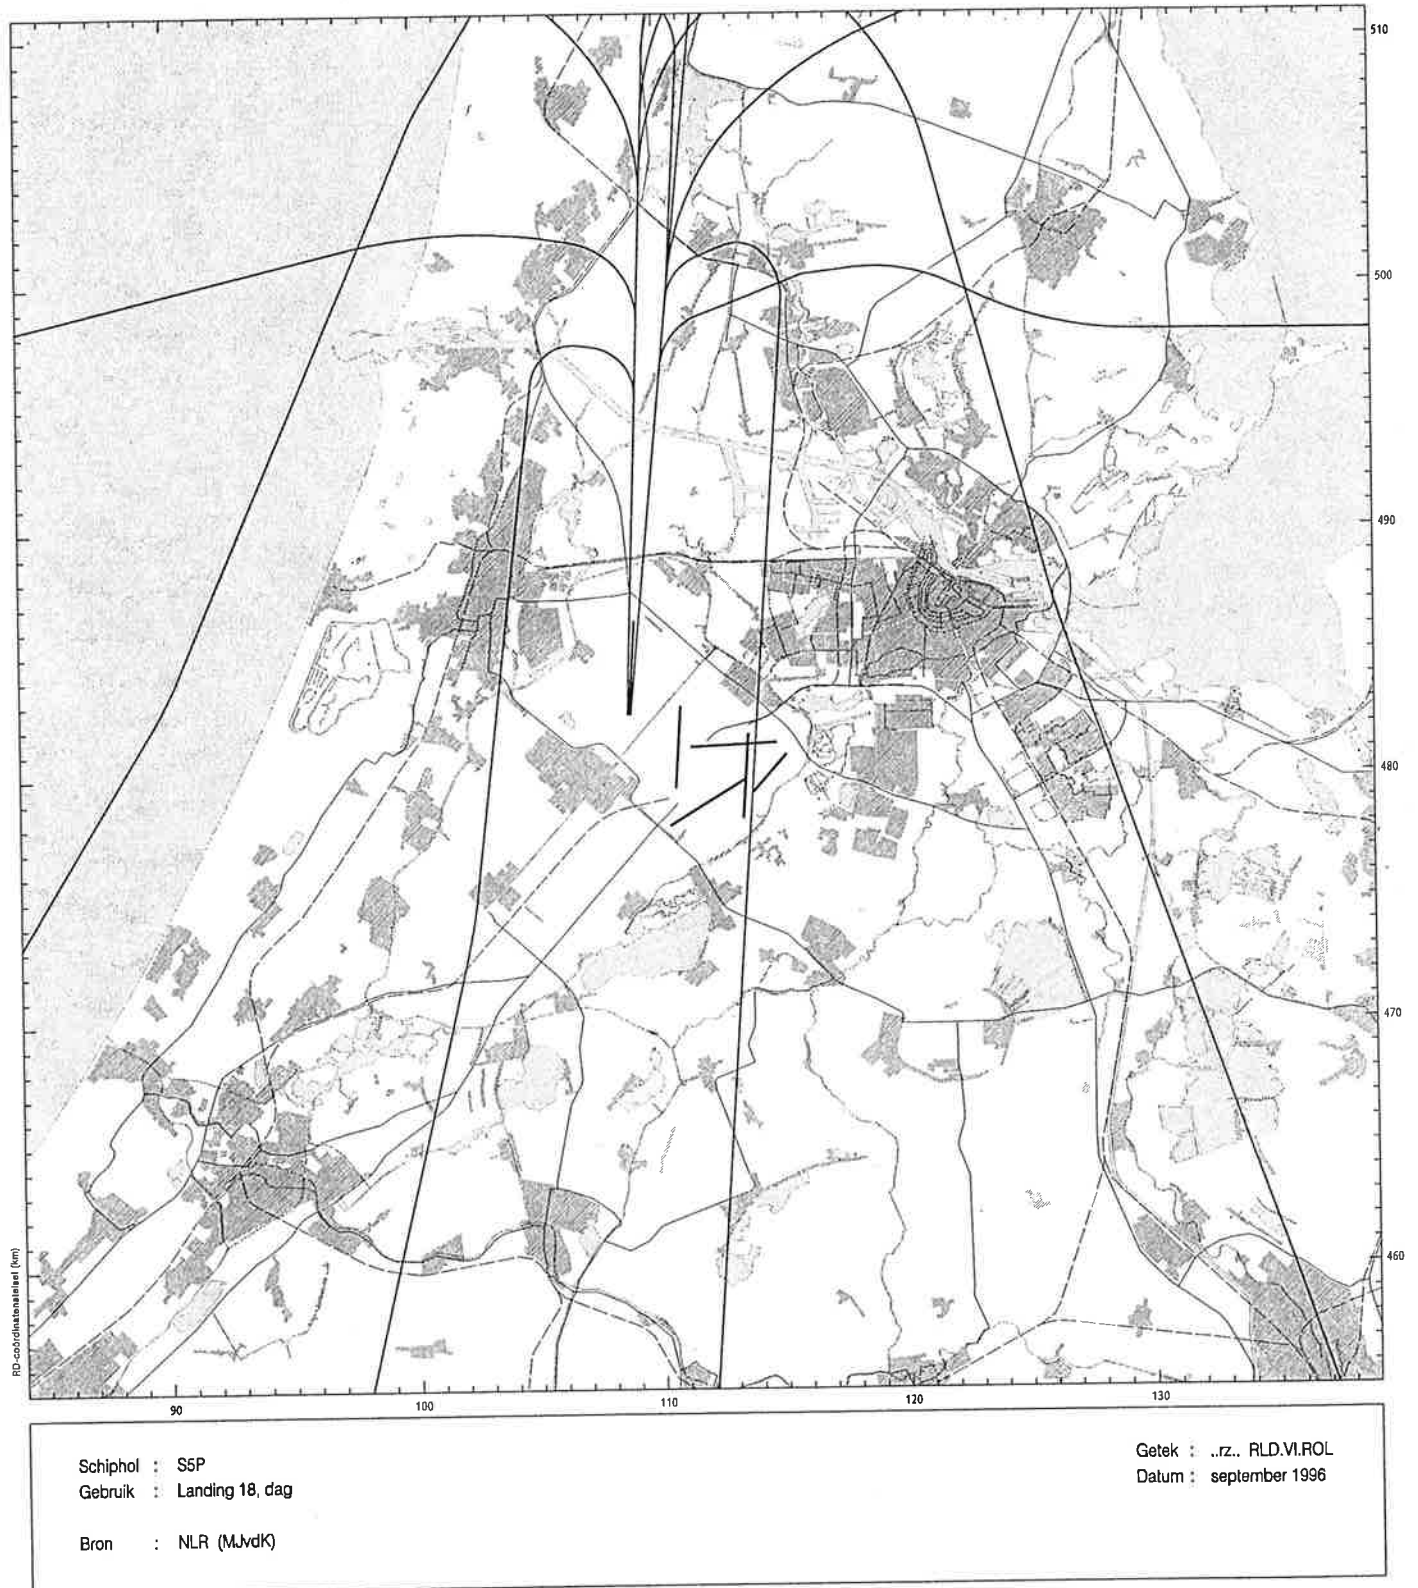 510
500
490
480
470
460
RD-coördinatenstelsel (km)
90
100
110
120
130
Schiphol : S5P
Gebruik : Landing 18, dag
Bron : NLR (MJvdK)
Getek : ..rz.. RLD.VI.ROL
Datum : september 1996